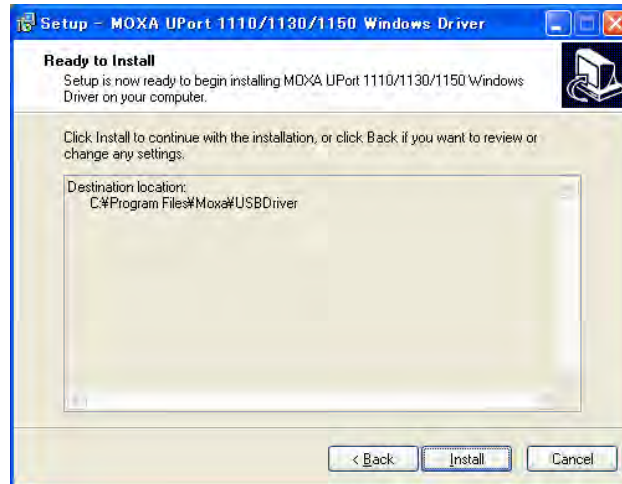 Setup - MOXA UPort 1110/1130/1150 Windows Driver
Ready to Install
Setup is now ready to begin installing MOXA UPort 1110/1130/1150 Windows
Driver on your computer.
Click Install to continue with the installation, or click Back if you want to review or
change any settings.
Destination location:
C:¥Program Files¥Moxa¥USBDriver
< Back
Install
Cancel